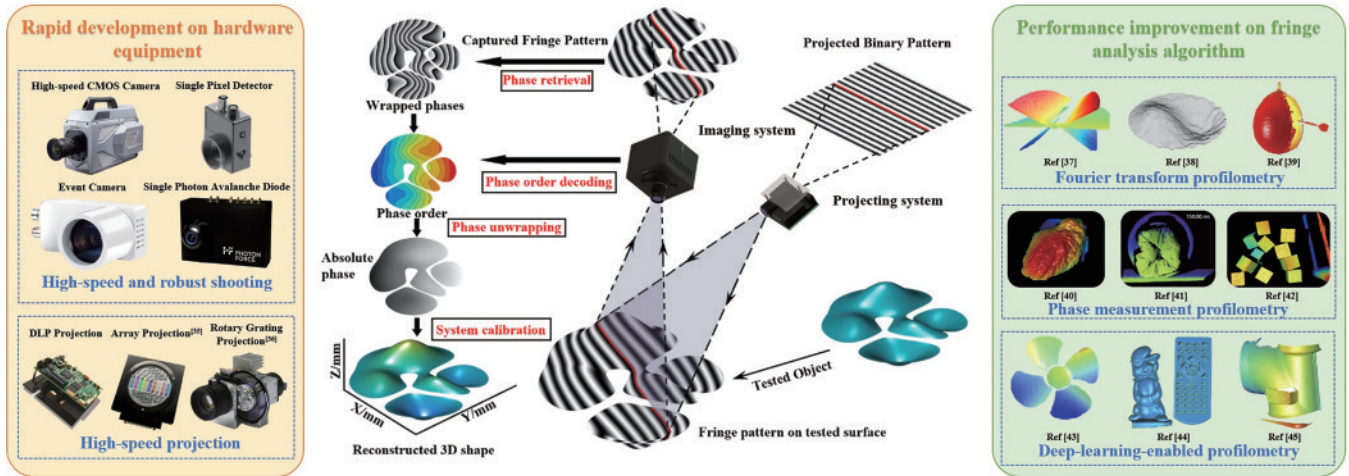 Rapid development on hardware
equipment
High-speed CMOS Camera
Single Pixel Detector
Event Camera
Single Photon Avalanche Diode
PHOTON
FORCE
High-speed and robust shooting
DLP Projection
Array Projection[35]
Rotary Grating
Projection[36]
High-speed projection
Captured Fringe Pattern
Phase retrieval
Wrapped phases
Phase order decoding
Phase order
Phase unwrapping
Absolute
phase
System calibration
Z/mm
X/mm
Y/mm
Reconstructed 3D shape
Projected Binary Pattern
Imaging system
Projecting system
Tested Object
Fringe pattern on tested surface
Performance improvement on fringe
analysis algorithm
Ref [37]
Ref [38]
Ref [39]
Fourier transform profilometry
150.00 ms
Ref [40]
Ref [41]
Ref [42]
Phase measurement profilometry
Ref [43]
Ref [44]
Ref [45]
Deep-learning-enabled profilometry